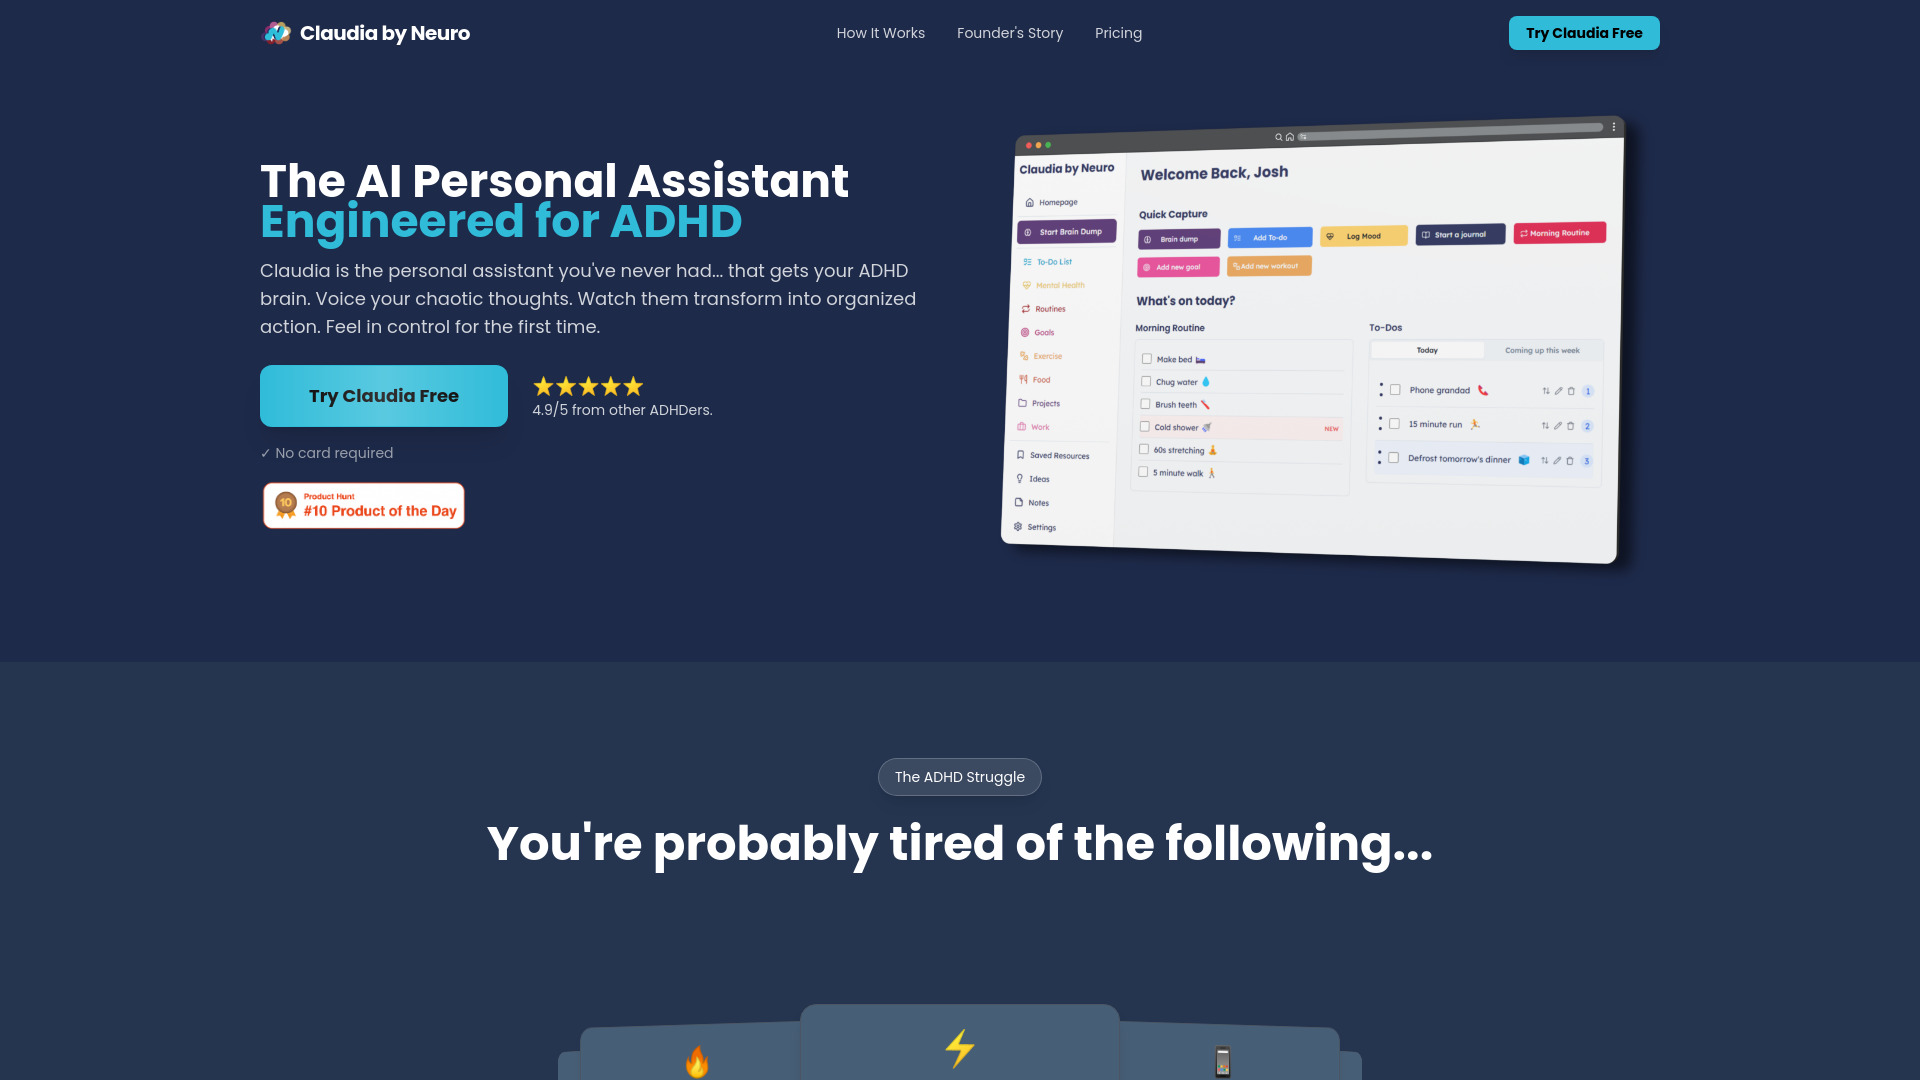 Claudia by Neuro
How It Works
Founder's Story
Pricing
Try Claudia Free
The AI Personal Assistant
Engineered for ADHD
Claudia is the personal assistant you've never had... that gets your ADHD
brain. Voice your chaotic thoughts. Watch them transform into organized
action. Feel in control for the first time.
Try Claudia Free
4.9/5 from other ADHDers.
✓ No card required
10
Product Hunt
#10 Product of the Day
Claudia by Neuro
Homepage
Start Brain Dump
To-Do List
Mental Health
Routines
Goals
Exercise
Food
Projects
Work
Saved Resources
Ideas
Notes
Settings
Welcome Back, Josh
Quick Capture
Brain dump
Add To-do
Log Mood
Start a journal
Morning Routine
Add new goal
Add new workout
What's on today?
Morning Routine
Make bed
Chug water
Brush teeth
Cold shower
NEW
60s stretching
5 minute walk
To-Dos
Today
Coming up this week
Phone grandad
1
15 minute run
2
Defrost tomorrow's dinner
3
The ADHD Struggle
You're probably tired of the following...